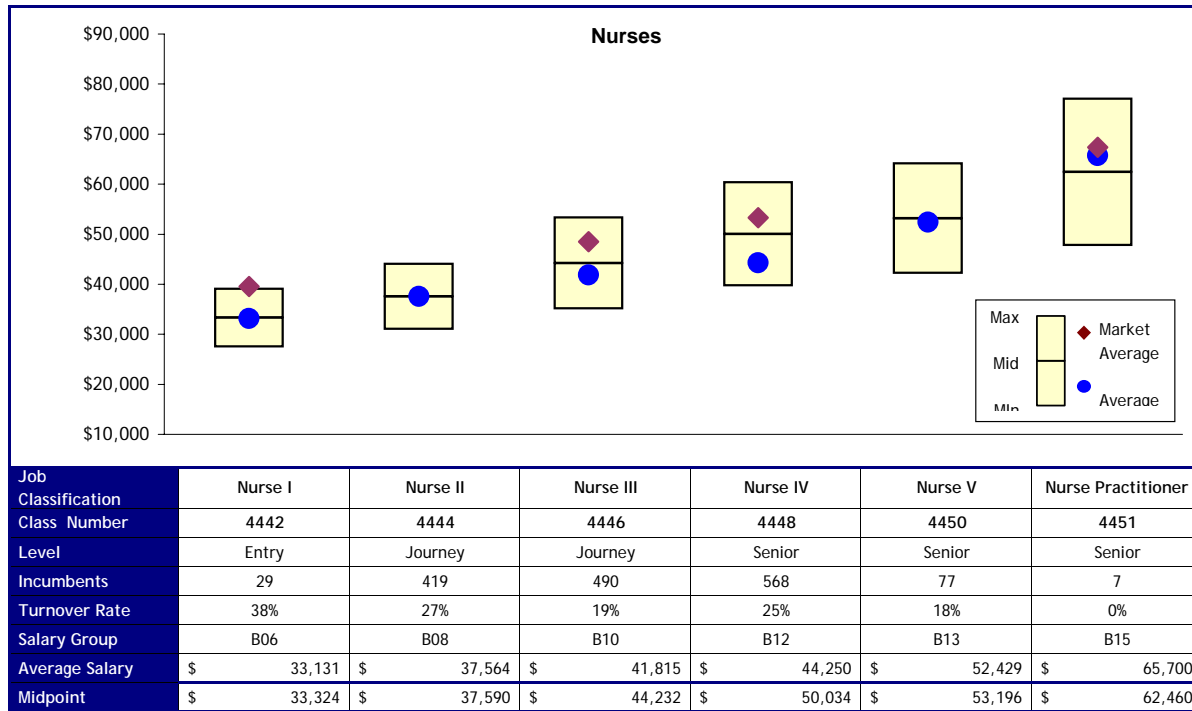 Nurses
$90,000
$80,000
$70,000
$60,000
$50,000
$40,000
$30,000
$20,000
$10,000
Max
Mid
MIn
Market
Average
Average
Job
Classification Nurse I Nurse II Nurse III Nurse IV Nurse V Nurse Practitioner
Class Number 4442 4444 4446 4448 4450 4451
Level Entry Journey Journey Senior Senior Senior
Incumbents 29 419 490 568 77 7
Turnover Rate 38% 27% 19% 25% 18% 0%
Salary Group B06 B08 B10 B12 B13 B15
Average Salary $ 33,131 $ 37,564 $ 41,815 $ 44,250 $ 52,429 $ 65,700
Midpoint $ 33,324 $ 37,590 $ 44,232 $ 50,034 $ 53,196 $ 62,460